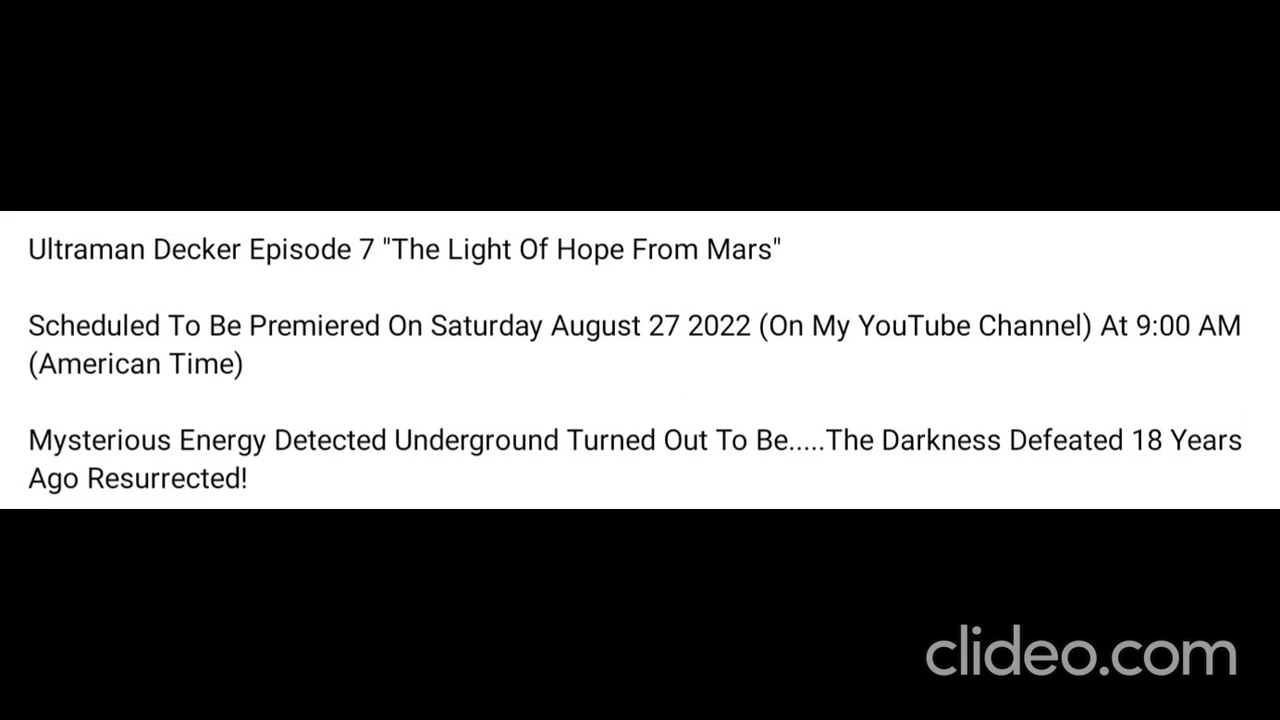 Ultraman Decker Episode 7 "The Light Of Hope From Mars"
Scheduled To Be Premiered On Saturday August 27 2022 (On My YouTube Channel) At 9:00 AM
(American Time)
Mysterious Energy Detected Underground Turned Out To Be.....The Darkness Defeated 18 Years
Ago Resurrected!
clideo.com